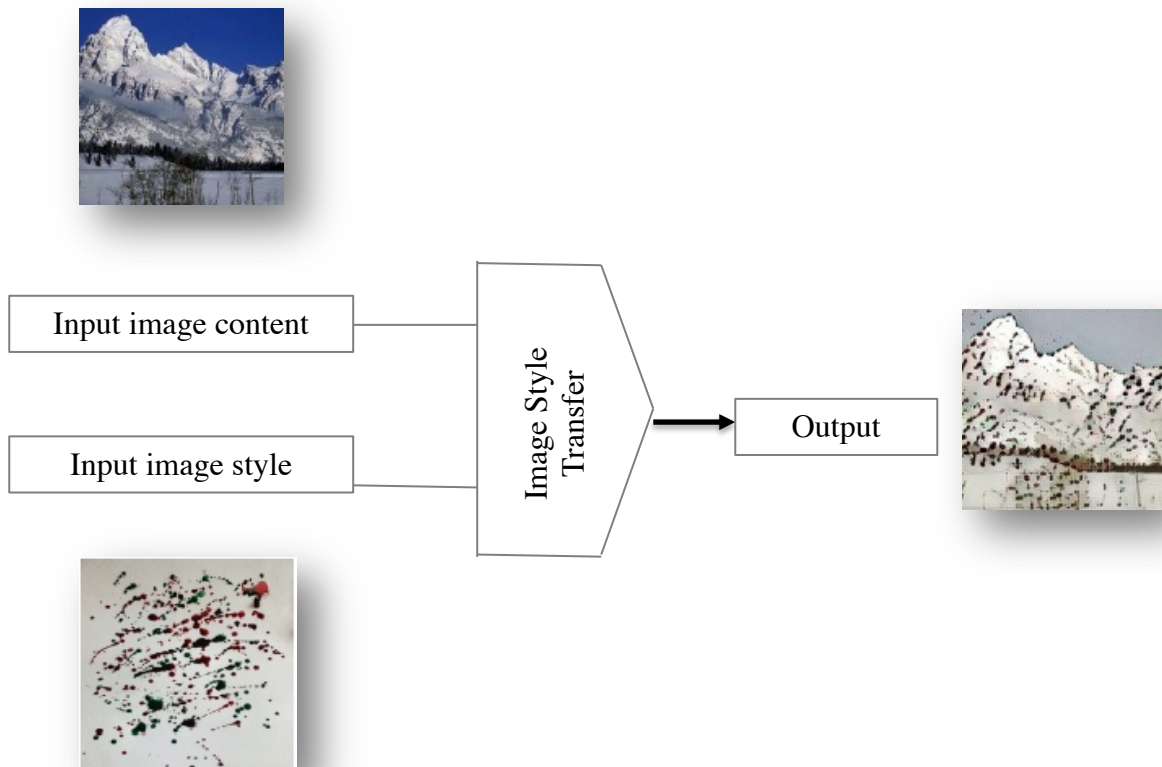 Input image content
Image Style
Transfer
Output
Input image style